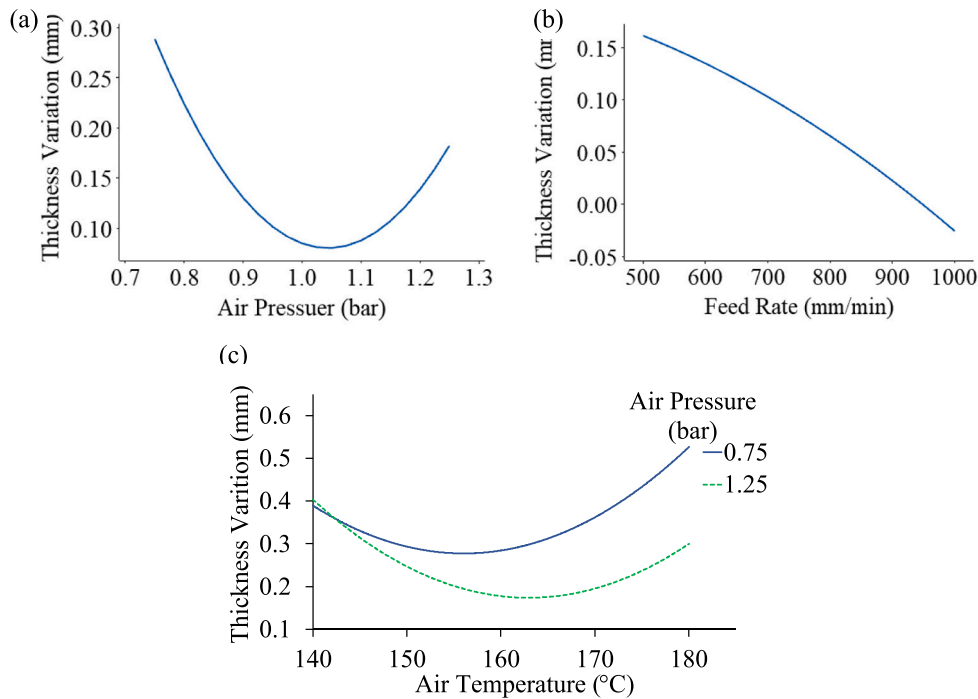 (a)
Thickness Variation (mm)
0.30
0.25
0.20
0.15
0.10
0.7 0.8 0.9 1.0 1.1 1.2 1.3
Air Pressuer (bar)
(b)
Thickness Variation
0.15
0.10
0.05
0.00
-0.05
500 600 700 800 900 1000
Feed Rate (mm/min)
(c)
Thickness Varition (mm)
0.6
0.5
0.4
0.3
0.2
0.1
140 150 160 170 180
Air Temperature (°C)
Air Pressure
(bar)
0.75
1.25